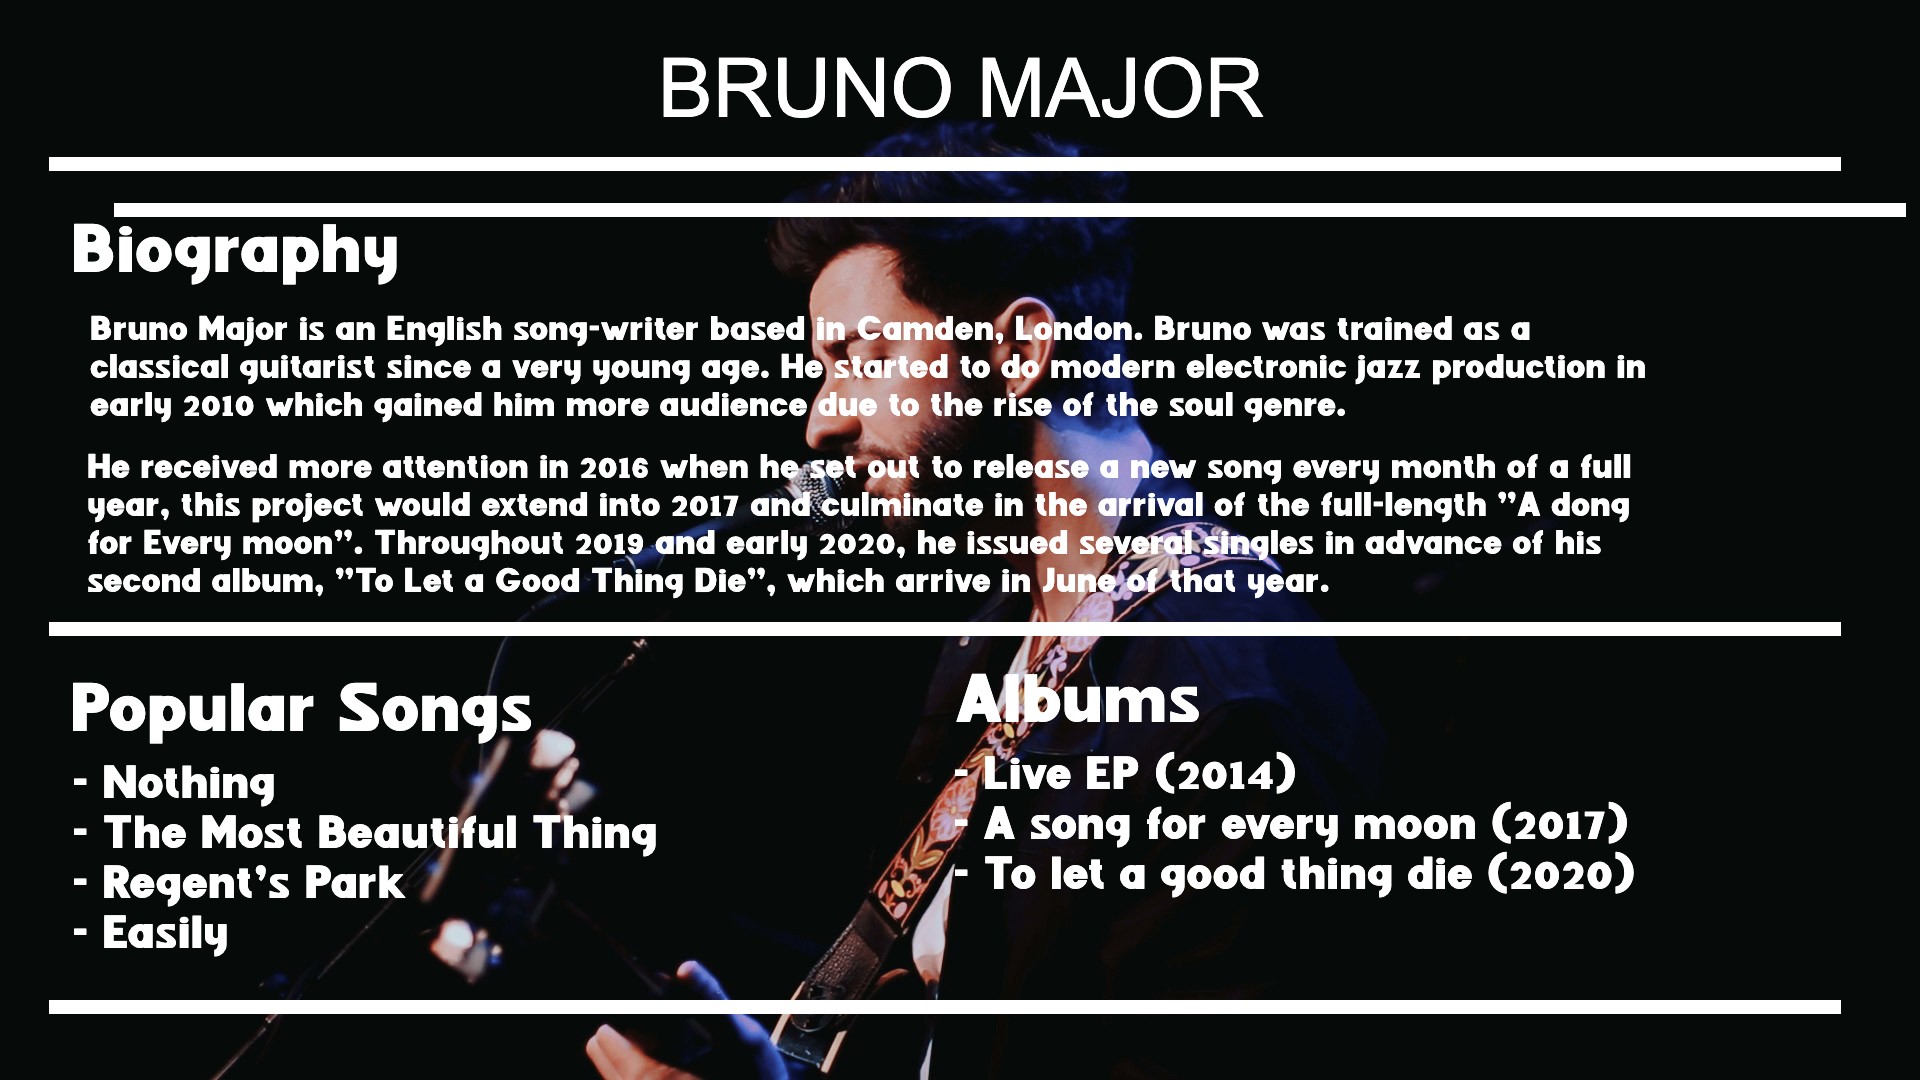 BRUNO MAJOR
Biography
Bruno Major is an English song-writer based in Camden, London. Bruno was trained as a
classical guitarist since a very young age. He started to do modern electronic jazz production in
early 2010 which gained him more audience due to the rise of the soul genre.
He received more attention in 2016 when he set out to release a new song every month of a full
year, this project would extend into 2017 and culminate in the arrival of the full-length ”A dong
for Every moon”. Throughout 2019 and early 2020, he issued several singles in advance of his
second album, ”To Let a Good Thing Die”, which arrive in June of that year.
Popular Songs
- Nothing
- The Most Beautiful Thing
- Regent’s Park
- Easily
Albums
- Live EP (2014)
- A song for every moon (2017)
- To let a good thing die (2020)